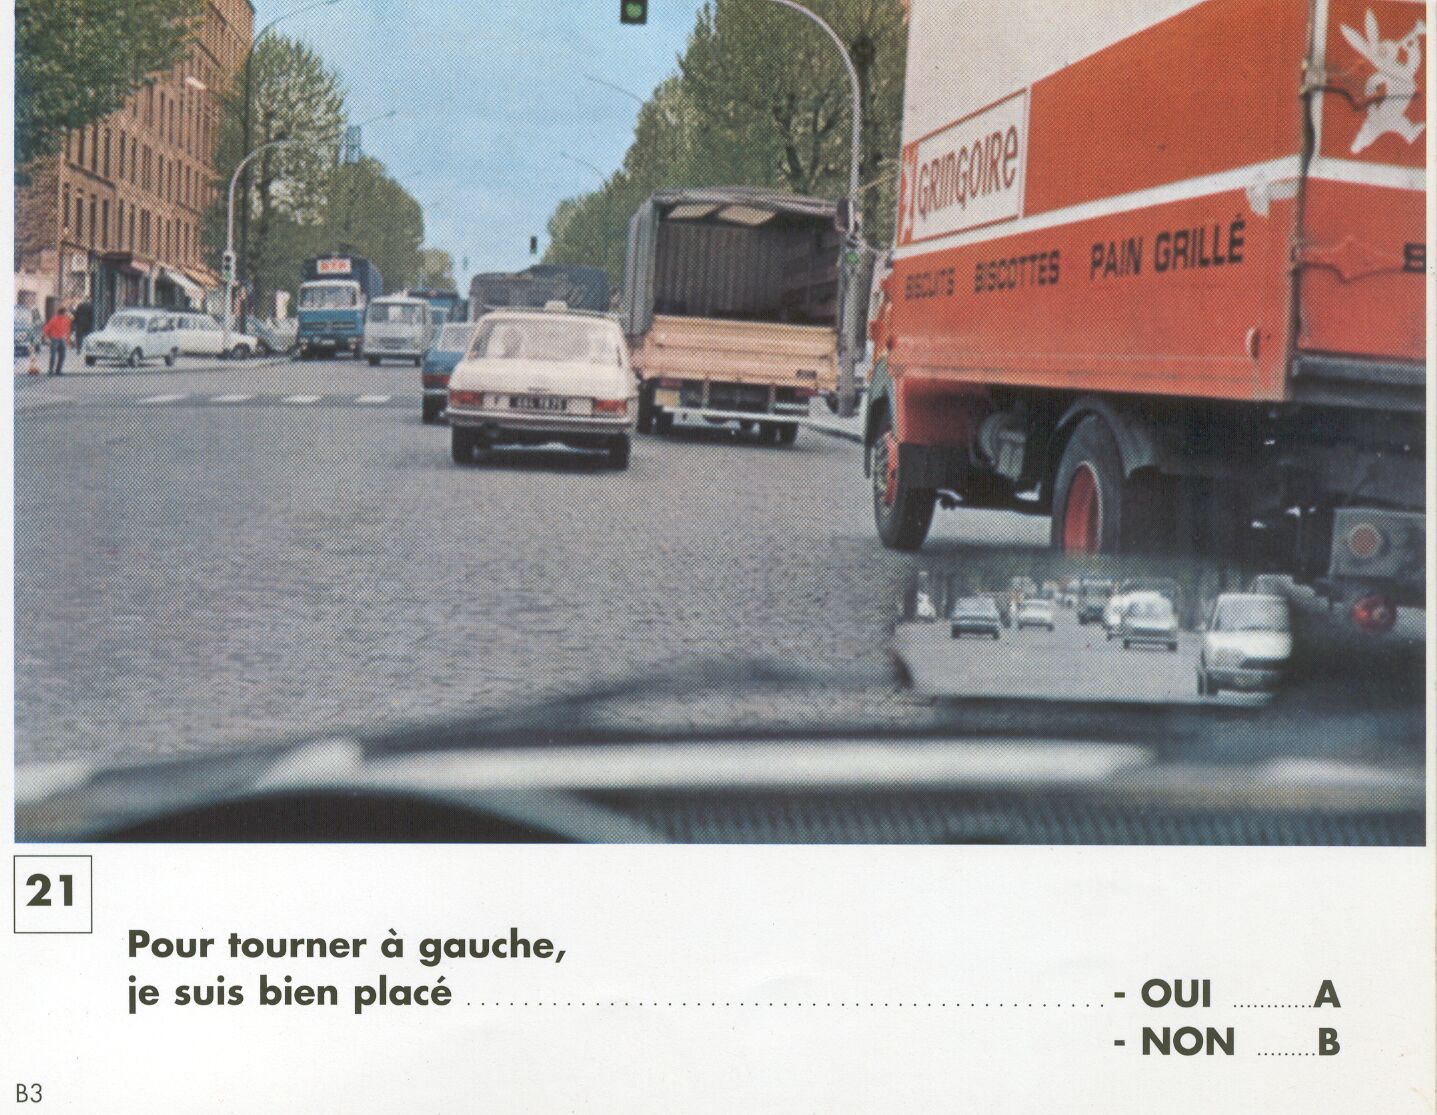 GRINGOIRE
BISCUITS BISCOTTES PAIN GRILLÉ
21
Pour tourner à gauche,
je suis bien placé - OUI A
- NON B
B3